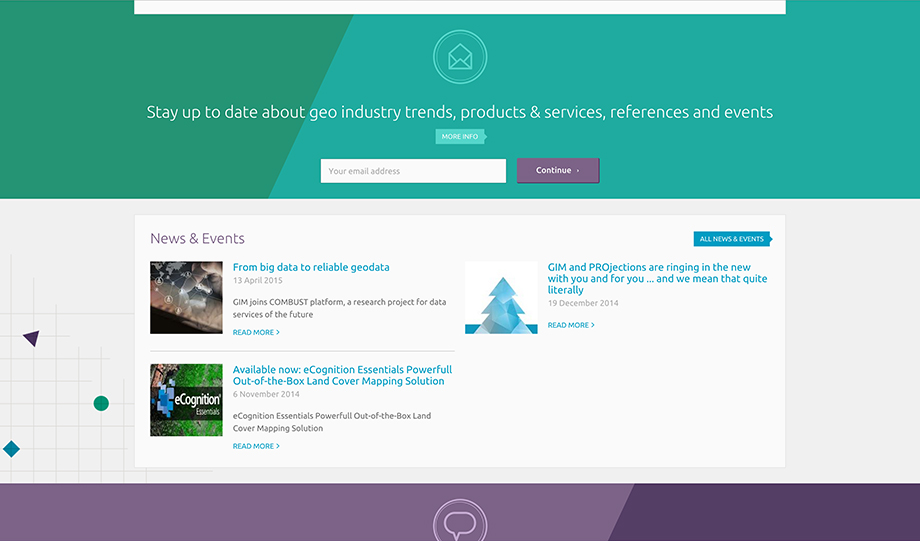 Stay up to date about geo industry trends, products & services, references and events
MORE INFO
Your email address
Continue ›
News & Events
ALL NEWS & EVENTS
From big data to reliable geodata
13 April 2015
GIM joins COMBUST platform, a research project for data
services of the future
READ MORE >
GIM and PROjections are ringing in the new
with you and for you ... and we mean that quite
literally
19 December 2014
READ MORE >
eCognition
Essentials
Available now: eCognition Essentials Powerfull
Out-of-the-Box Land Cover Mapping Solution
6 November 2014
eCognition Essentials Powerfull Out-of-the-Box Land
Cover Mapping Solution
READ MORE >